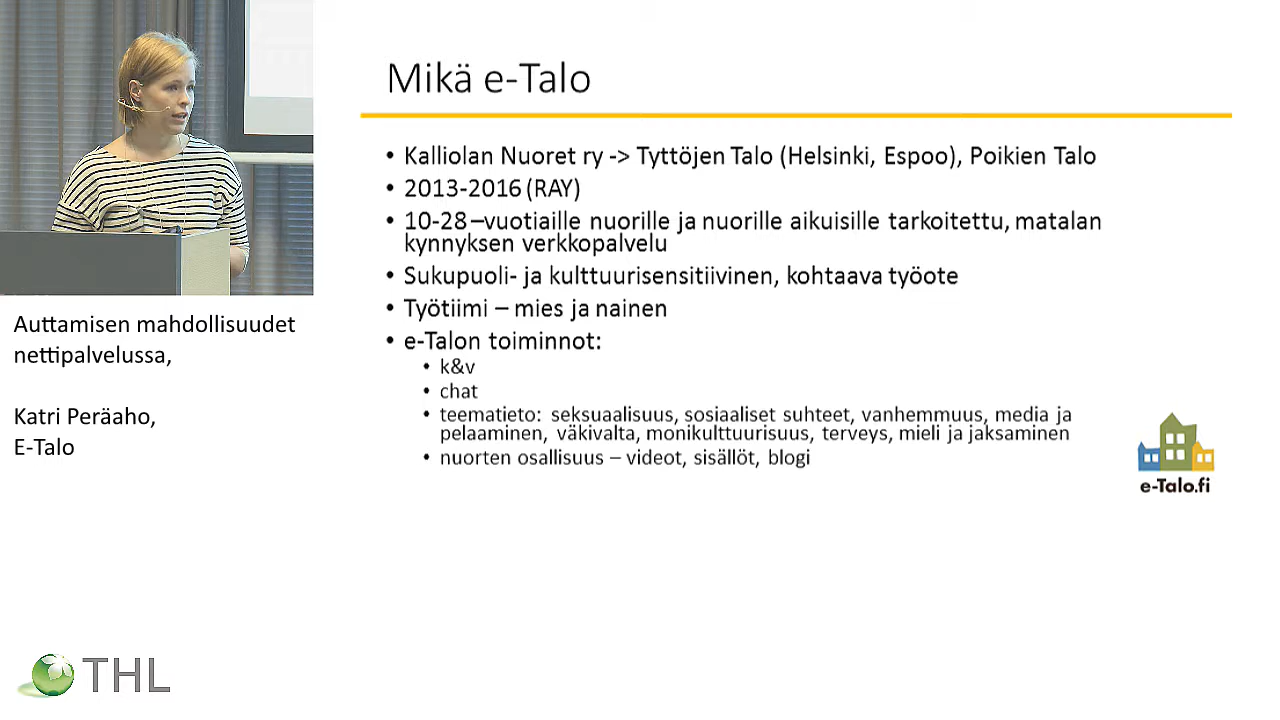 Mikä e-Talo
• Kalliolan Nuoret ry -> Tyttöjen Talo (Helsinki, Espoo), Poikien Talo
• 2013-2016 (RAY)
• 10-28 –vuotiaille nuorille ja nuorille aikuisille tarkoitettu, matalan
kynnyksen verkkopalvelu
• Sukupuoli- ja kulttuurisensitiivinen, kohtaava työote
• Työtiimi – mies ja nainen
• e-Talon toiminnot:
• k&v
• chat
• teematieto: seksuaalisuus, sosiaaliset suhteet, vanhemmuus, media ja
pelaaminen, väkivalta, monikulttuurisuus, terveys, mieli ja jaksaminen
• nuorten osallisuus – videot, sisällöt, blogi
e-Talo.fi
Auttamisen mahdollisuudet
nettipalvelussa,
Katri Peräaho,
E-Talo
THL